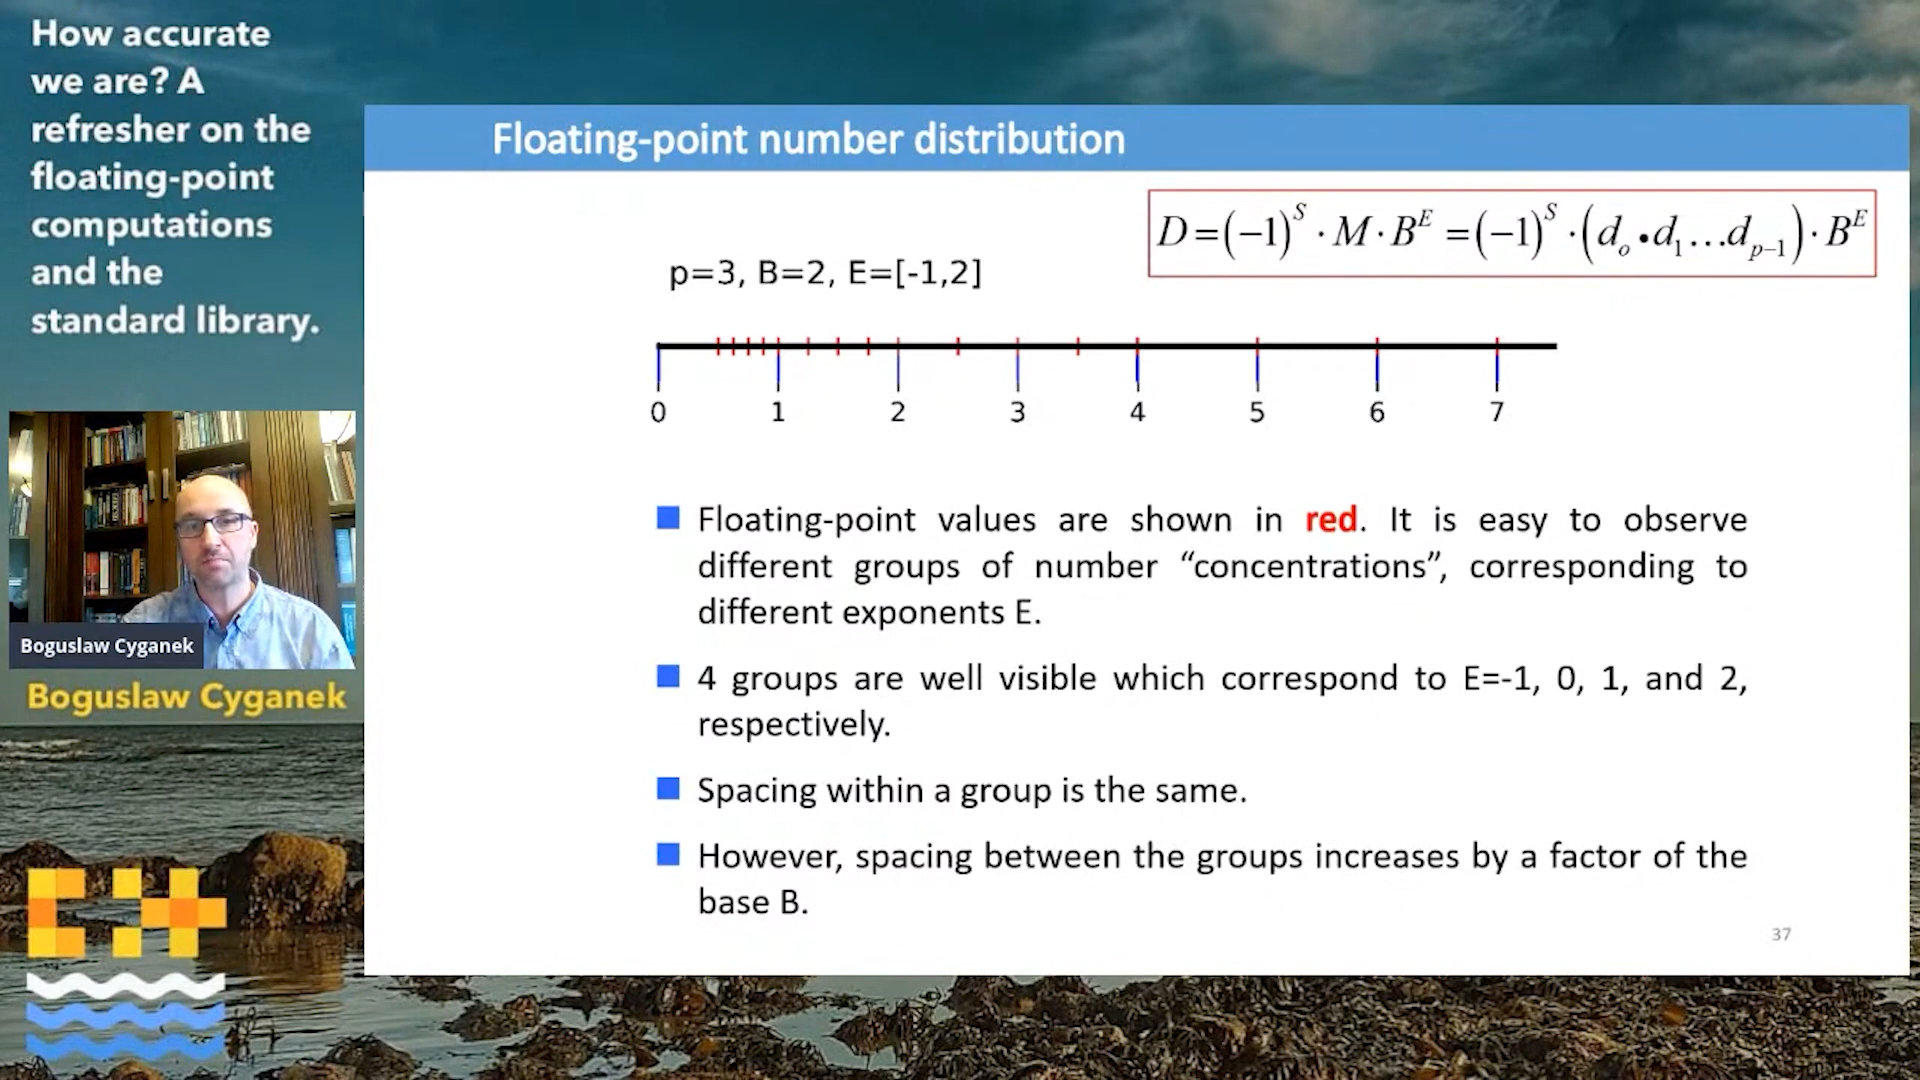 How accurate
we are? A
refresher on the
floating-point
computations
and the
standard library.
Boguslaw Cyganek
Boguslaw Cyganek
Floating-point number distribution
D=(−1)^S · M · B^E =(−1)^S ·(d_o •d_1…d_{p−1})· B^E
p=3, B=2, E=[-1,2]
0 1 2 3 4 5 6 7
Floating-point values are shown in red. It is easy to observe
different groups of number “concentrations”, corresponding to
different exponents E.
4 groups are well visible which correspond to E=-1, 0, 1, and 2,
respectively.
Spacing within a group is the same.
However, spacing between the groups increases by a factor of the
base B.
37